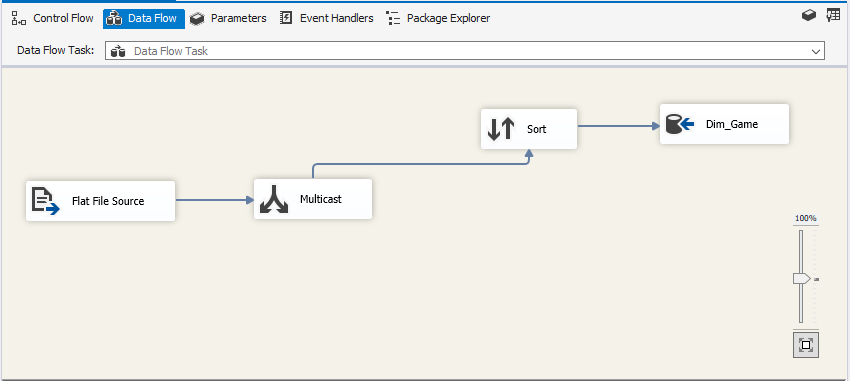 Control Flow Data Flow Parameters Event Handlers Package Explorer
Data Flow Task: Data Flow Task
Sort
Dim_Game
Flat File Source
Multicast
100%